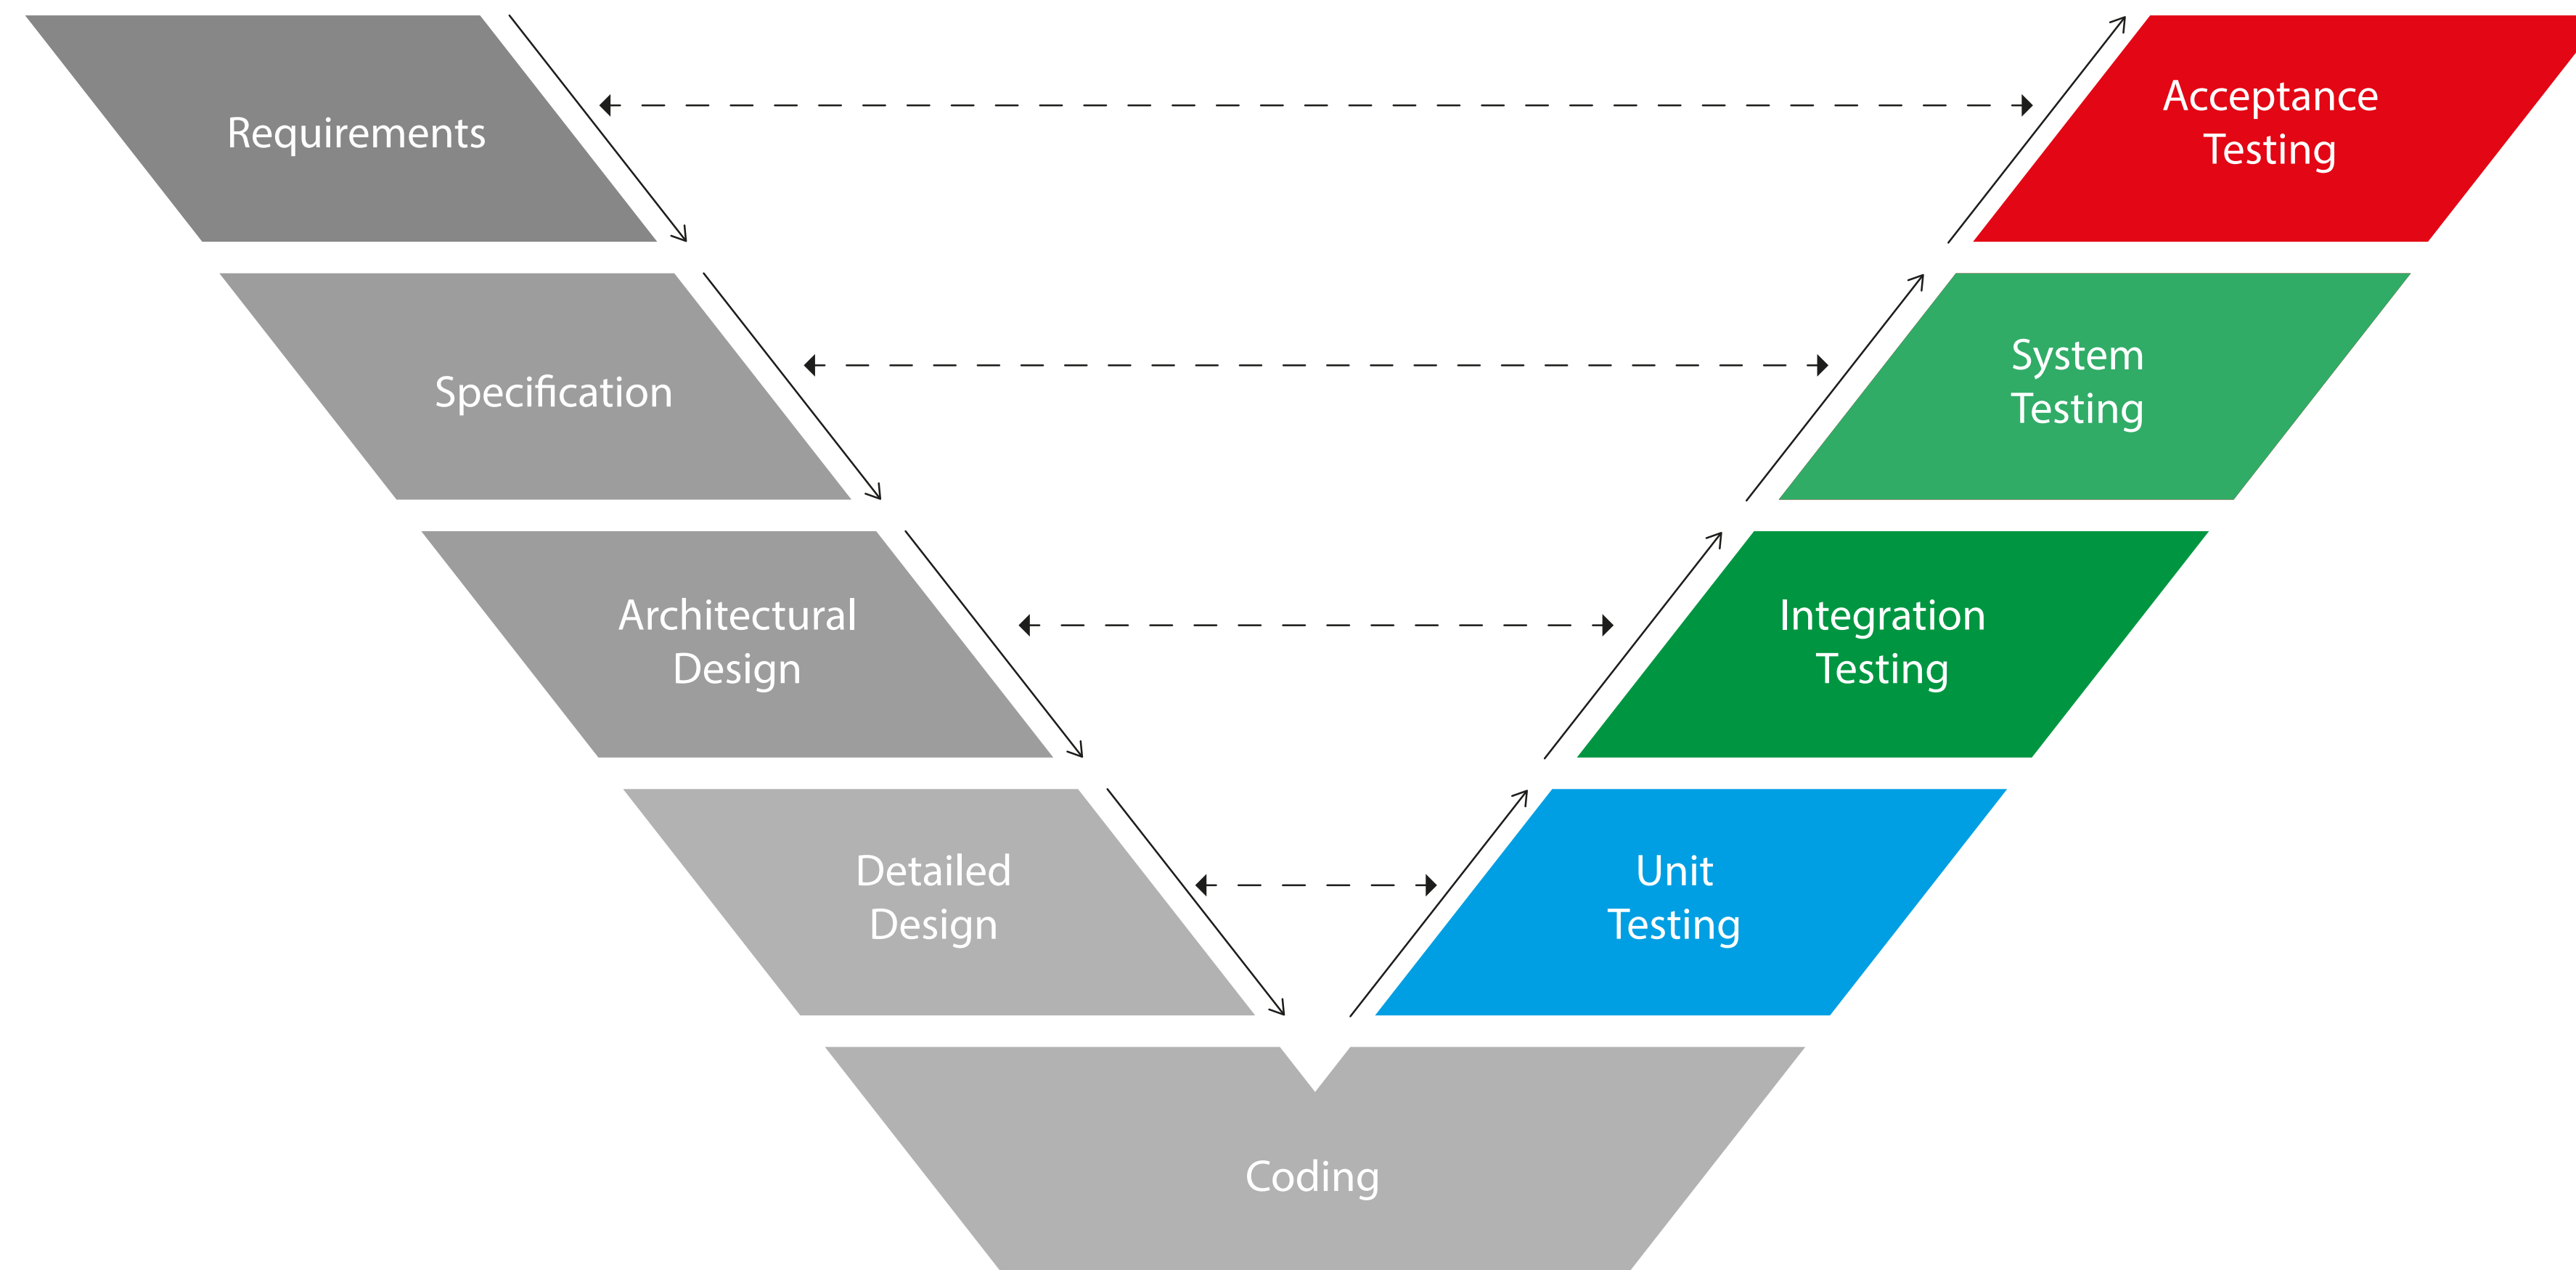 Requirements
Acceptance
Testing
Specification
System
Testing
Architectural
Design
Integration
Testing
Detailed
Design
Unit
Testing
Coding